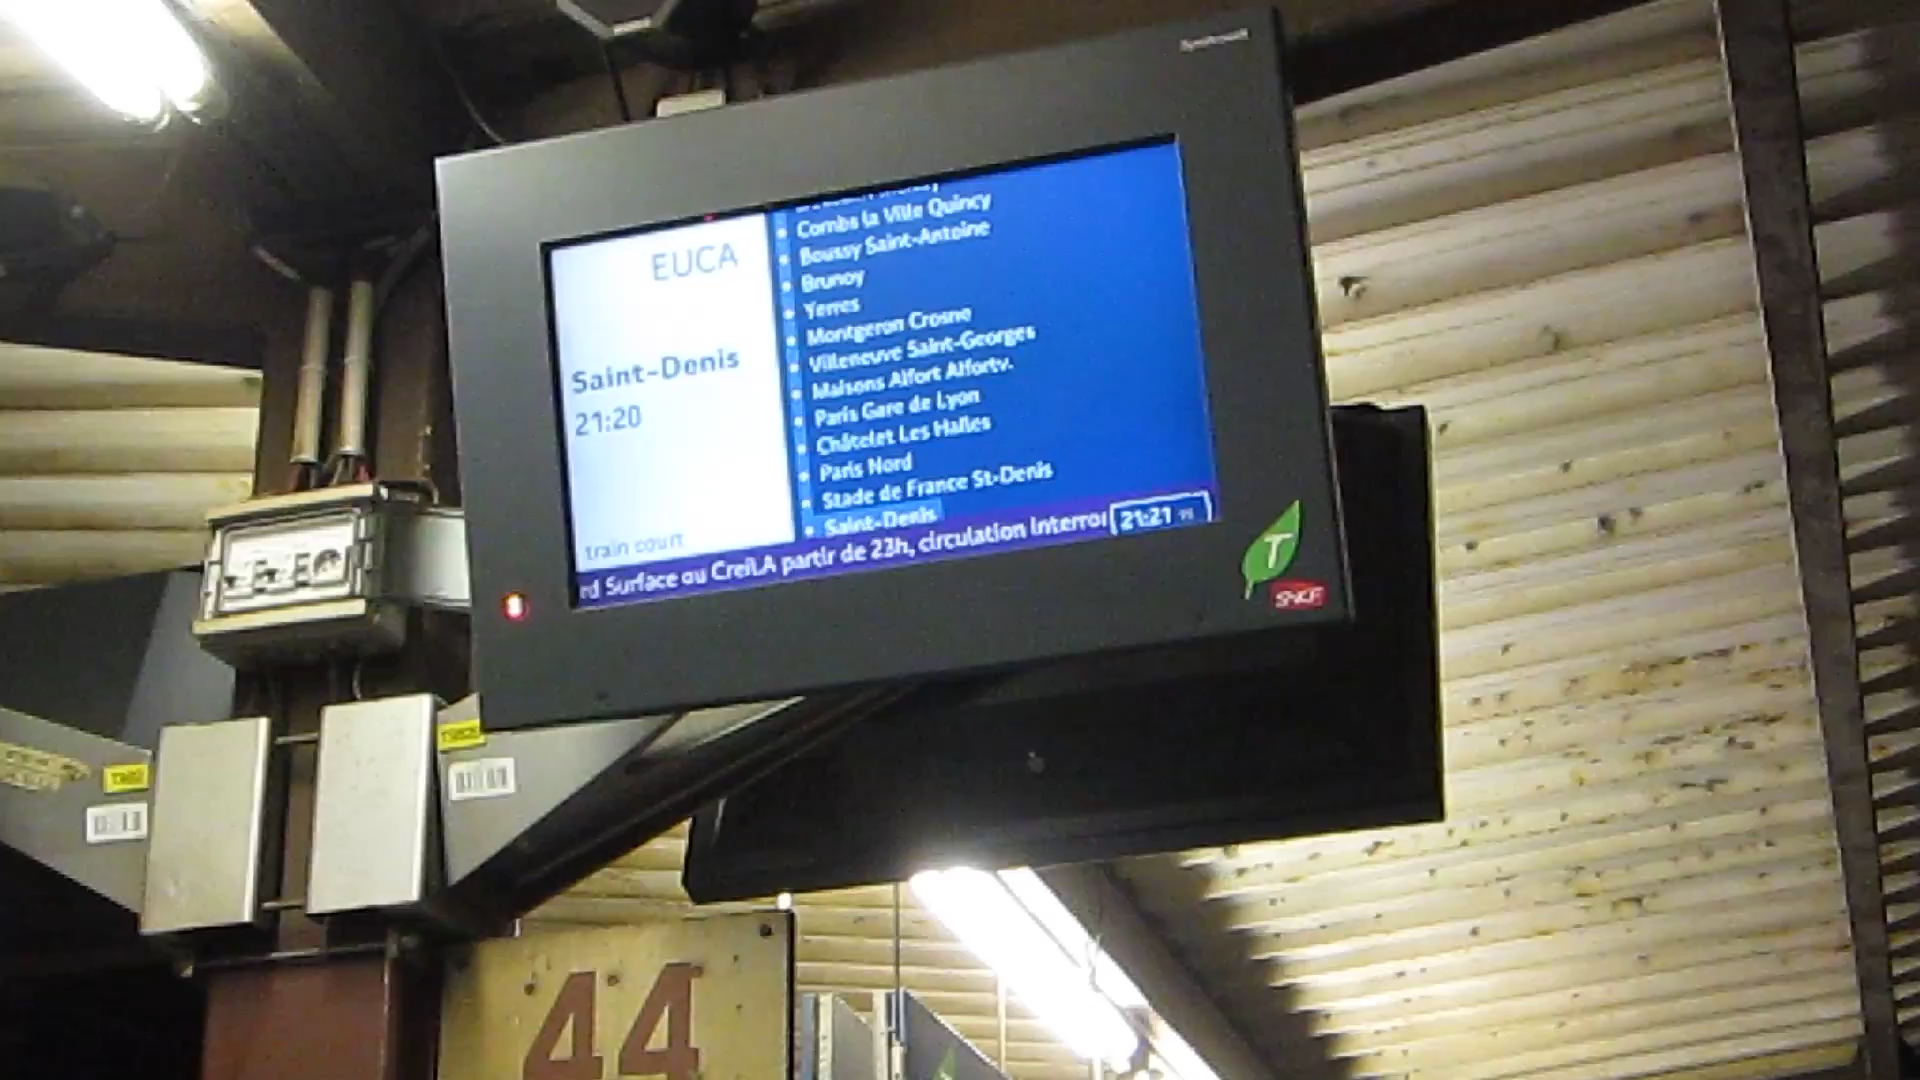 EUCA
Saint-Denis
21:20
train court
Combs la Ville Quincy
Boussy Saint-Antoine
Brunoy
Yerres
Montgeron Crosne
Villeneuve Saint-Georges
Maisons Alfort Alfortv.
Paris Gare de Lyon
Châtelet Les Halles
Paris Nord
Stade de France St-Denis
Saint-Denis
rd Surface ou Creil.A partir de 23h, circulation interro
21:21
T
SNCF
44